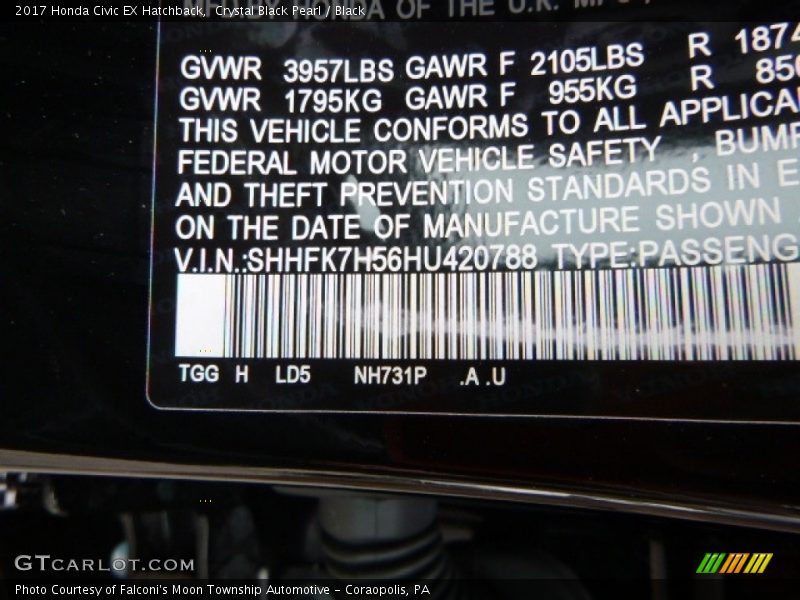 2017 Honda Civic EX Hatchback, Crystal Black Pearl / Black
OF THE U.K.
GVWR 3957LBS GAWR F 2105LBS R 1874
GVWR 1795KG GAWR F 955KG R 850
THIS VEHICLE CONFORMS TO ALL APPLICA
FEDERAL MOTOR VEHICLE SAFETY , BUMP
AND THEFT PREVENTION STANDARDS IN E
ON THE DATE OF MANUFACTURE SHOWN
V.I.N.:SHHFK7H56HU420788 TYPE:PASSENG
TGG H LD5 NH731P .A .U
GTCARLOT.COM
Photo Courtesy of Falconi's Moon Township Automotive - Coraopolis, PA